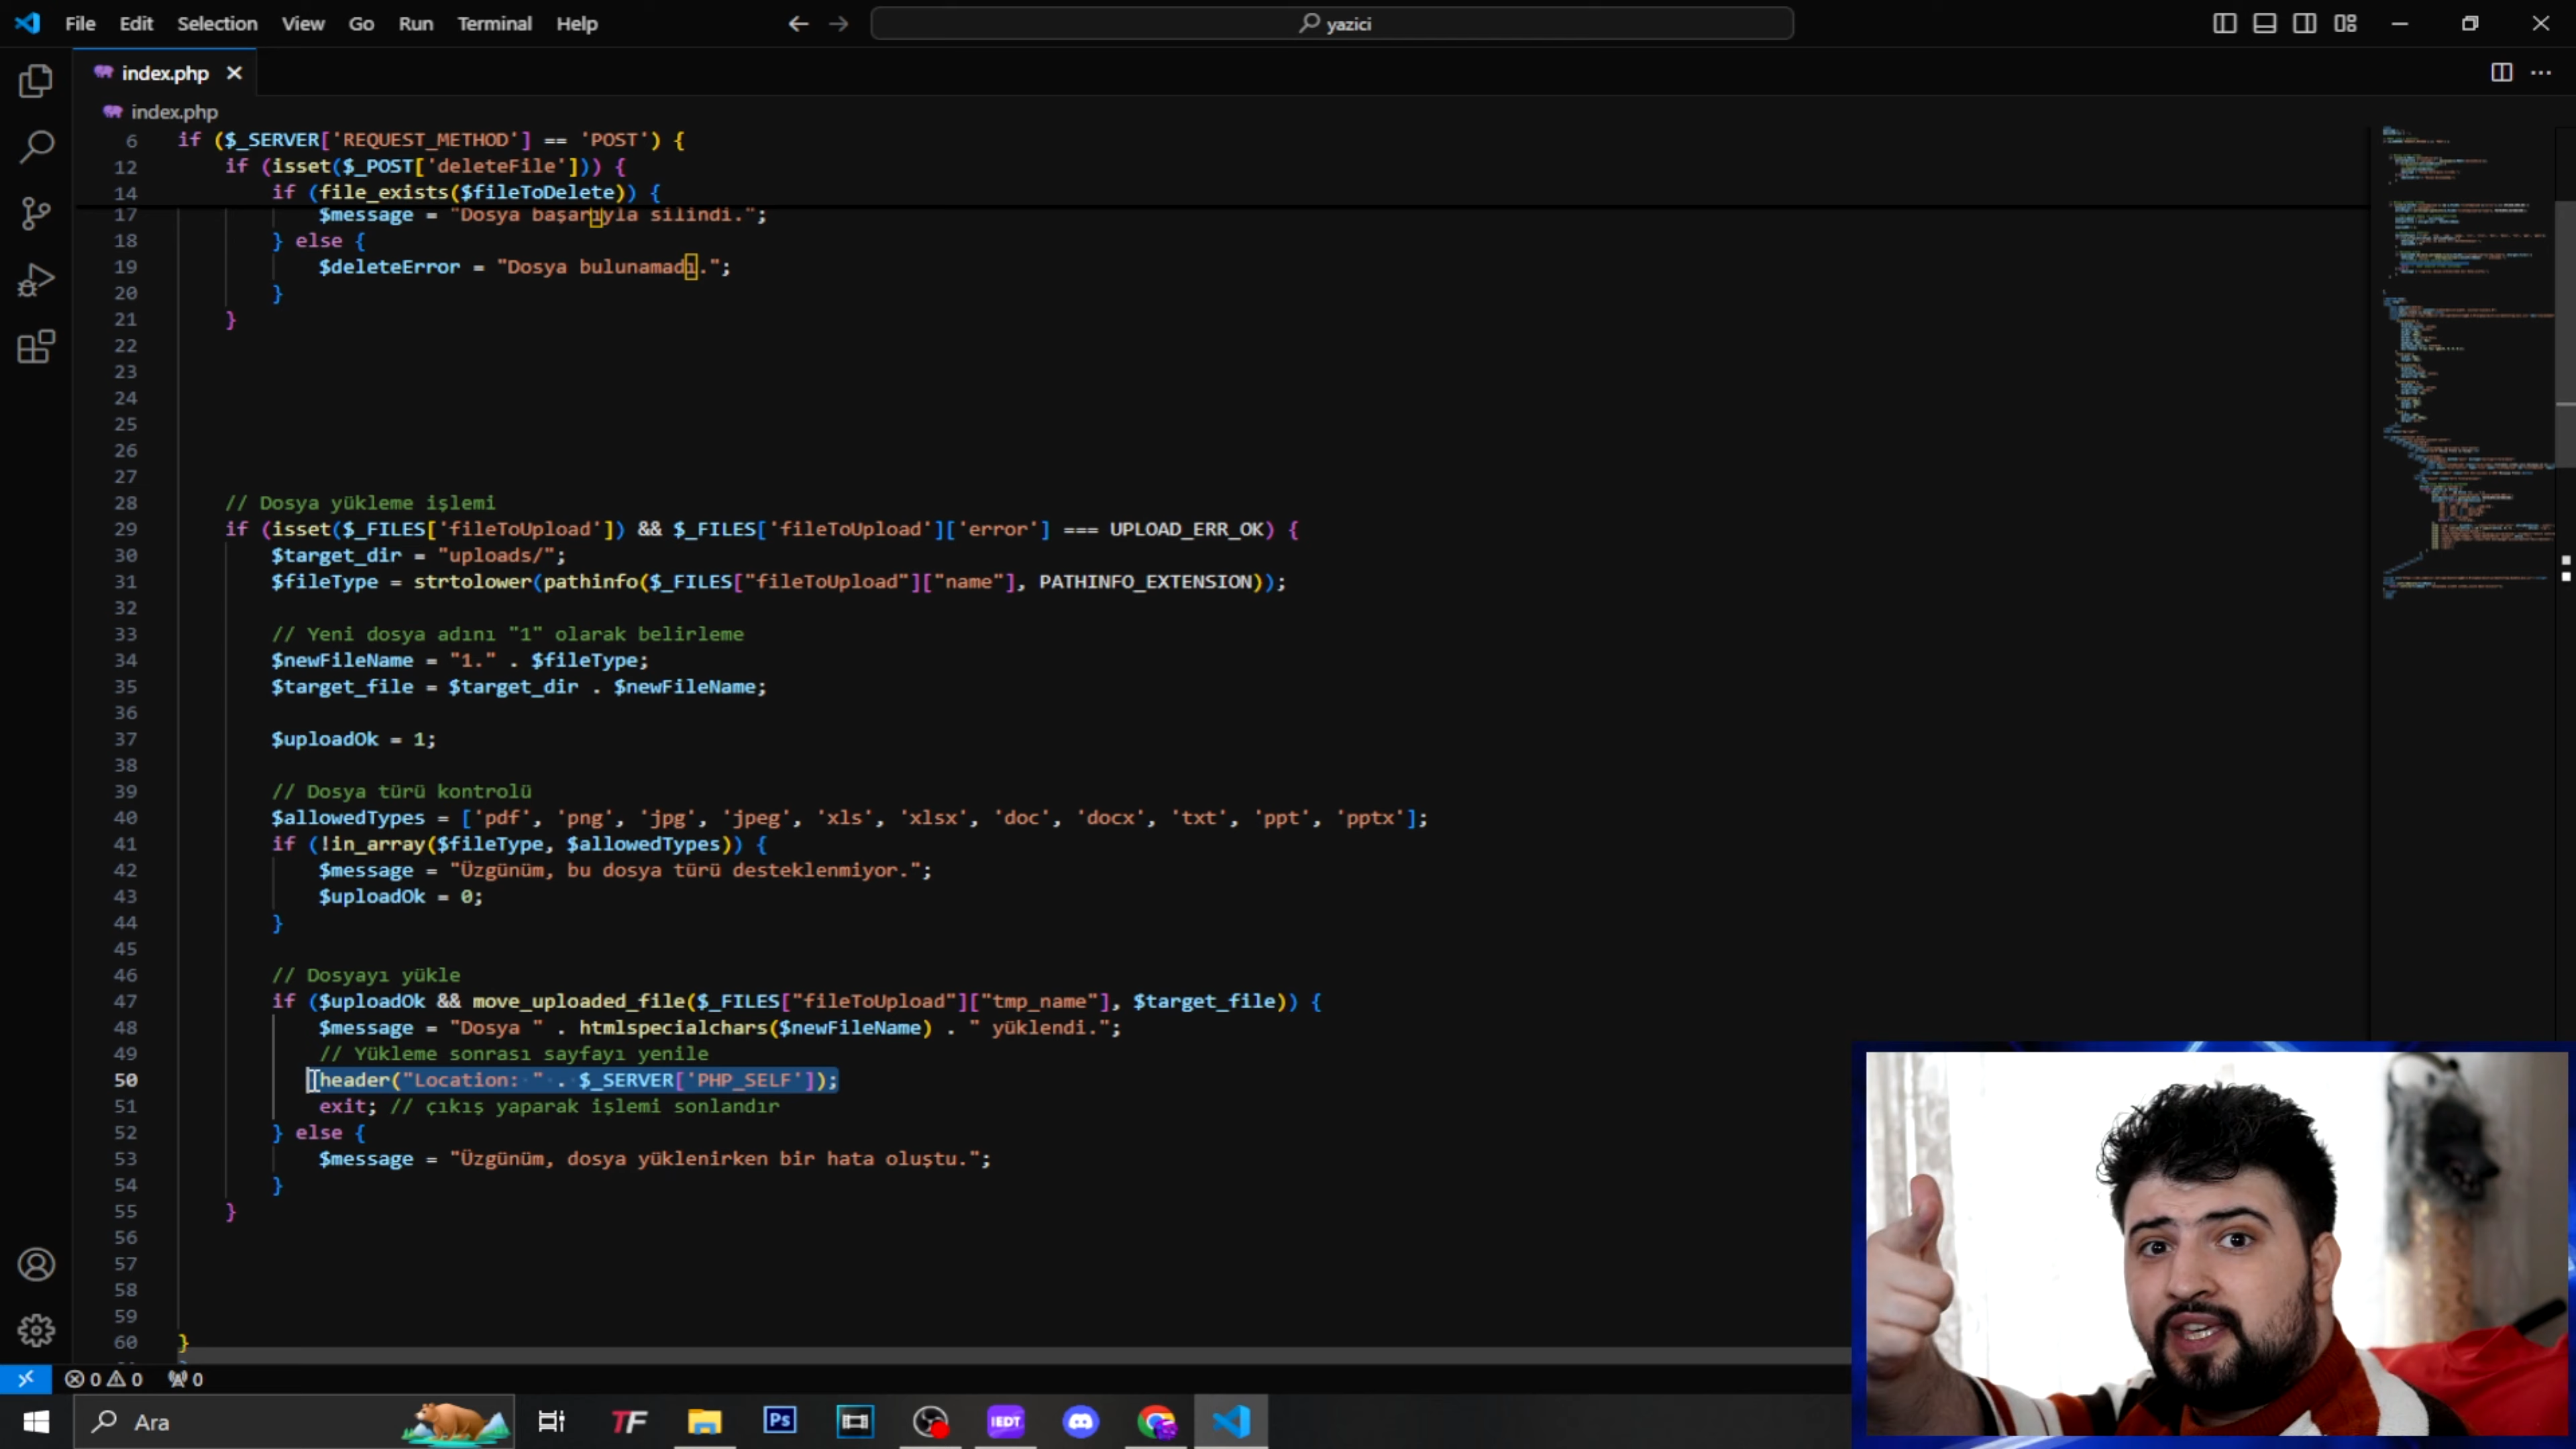 File Edit Selection View Go Run Terminal Help
yazici
index.php
index.php
6 if ($_SERVER['REQUEST_METHOD'] == 'POST') {
12 if (isset($_POST['deleteFile'])) {
14 if (file_exists($fileToDelete)) {
17 $message = "Dosya başarıyla silindi.";
18 } else {
19 $deleteError = "Dosya bulunamadı.";
20 }
21 }
22
23
24
25
26
27
28 // Dosya yükleme işlemi
29 if (isset($_FILES['fileToUpload']) && $_FILES['fileToUpload']['error'] === UPLOAD_ERR_OK) {
30 $target_dir = "uploads/";
31 $fileType = strtolower(pathinfo($_FILES["fileToUpload"]["name"], PATHINFO_EXTENSION));
32
33 // Yeni dosya adını "1" olarak belirleme
34 $newFileName = "1." . $fileType;
35 $target_file = $target_dir . $newFileName;
36
37 $uploadOk = 1;
38
39 // Dosya türü kontrolü
40 $allowedTypes = ['pdf', 'png', 'jpg', 'jpeg', 'xls', 'xlsx', 'doc', 'docx', 'txt', 'ppt', 'pptx'];
41 if (!in_array($fileType, $allowedTypes)) {
42 $message = "Üzgünüm, bu dosya türü desteklenmiyor.";
43 $uploadOk = 0;
44 }
45
46 // Dosyayı yükle
47 if ($uploadOk && move_uploaded_file($_FILES["fileToUpload"]["tmp_name"], $target_file)) {
48 $message = "Dosya " . htmlspecialchars($newFileName) . " yüklendi.";
49 // Yükleme sonrası sayfayı yenile
50 header("Location: " . $_SERVER['PHP_SELF']);
51 exit; // çıkış yaparak işlemi sonlandır
52 } else {
53 $message = "Üzgünüm, dosya yüklenirken bir hata oluştu.";
54 }
55 }
56
57
58
59
60 }
0 0 0
Ara
TF
Ps
IEDT